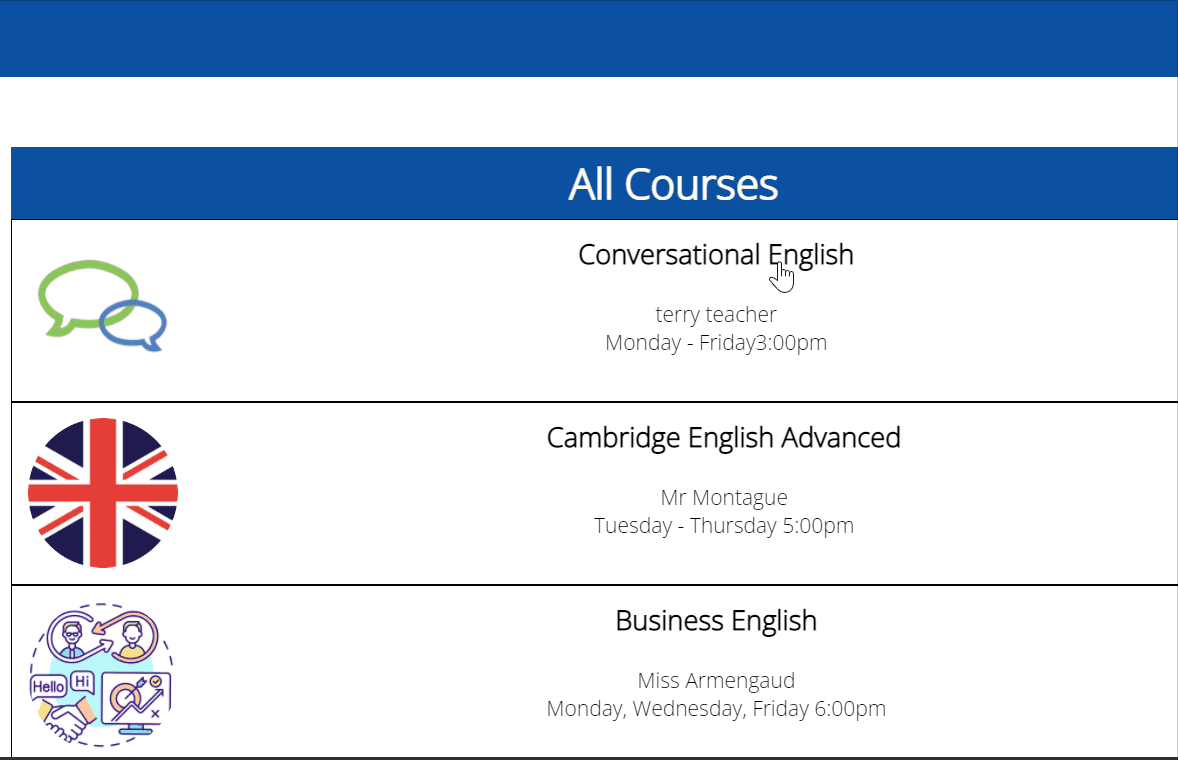 All Courses
Conversational English
terry teacher
Monday - Friday3:00pm
Cambridge English Advanced
Mr Montague
Tuesday - Thursday 5:00pm
Business English
Hello
Hi
Miss Armengaud
Monday, Wednesday, Friday 6:00pm